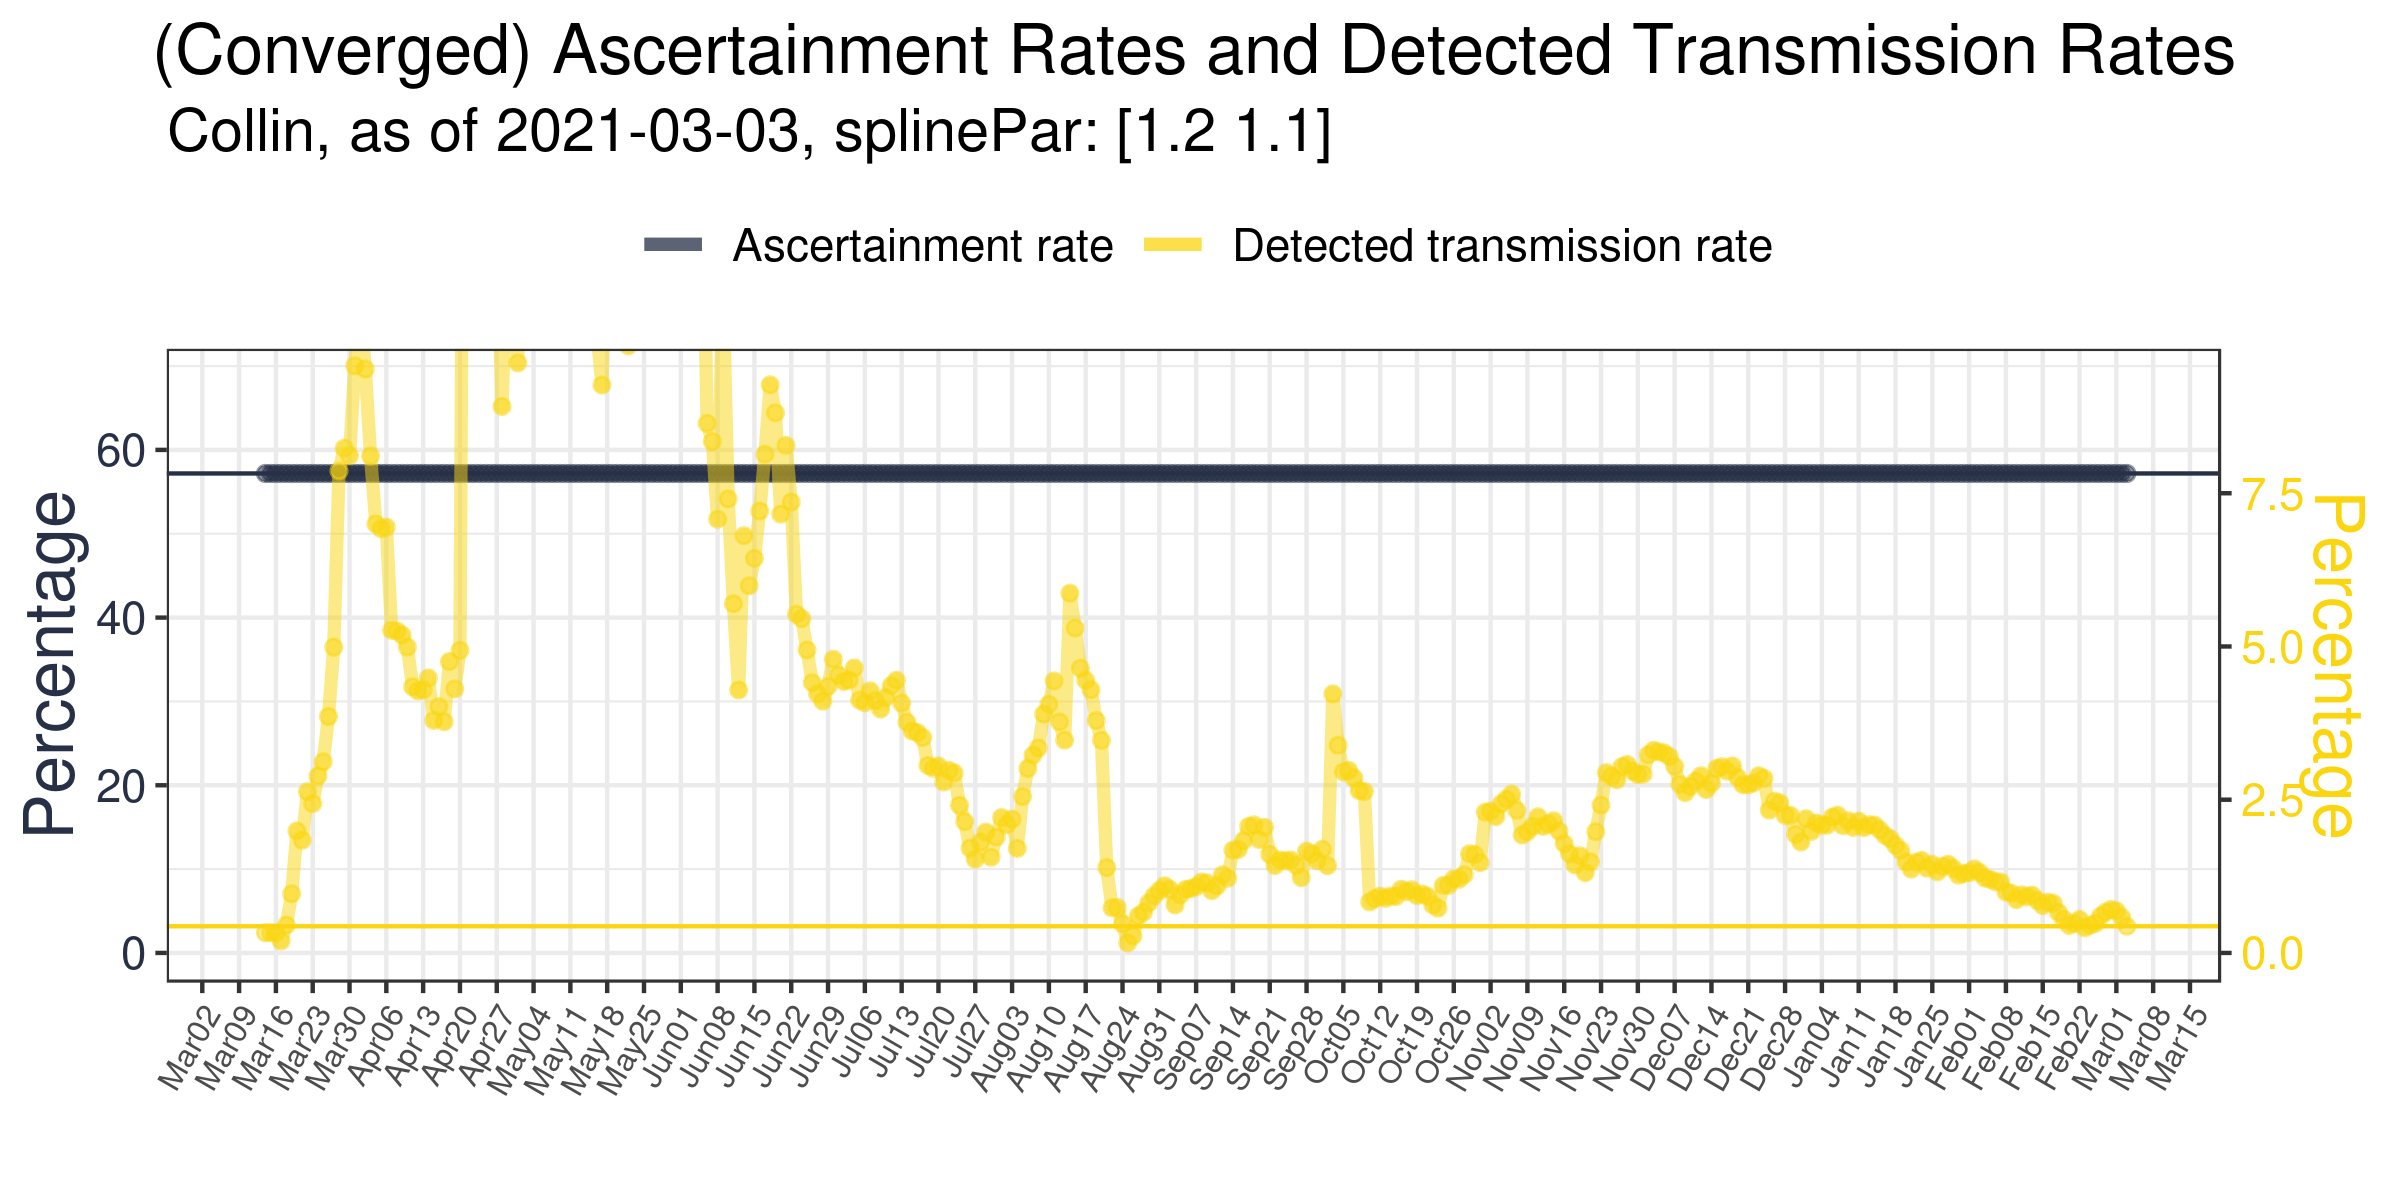 (Converged) Ascertainment Rates and Detected Transmission Rates
Collin, as of 2021-03-03, splinePar: [1.2 1.1]
Ascertainment rate
Detected transmission rate
Percentage
60
40
20
0
7.5
5.0
2.5
0.0
Percentage
Mar02
Mar09
Mar16
Mar23
Mar30
Apr06
Apr13
Apr20
Apr27
May04
May11
May18
May25
Jun01
Jun08
Jun15
Jun22
Jun29
Jul06
Jul13
Jul20
Jul27
Aug03
Aug10
Aug17
Aug24
Aug31
Sep07
Sep14
Sep21
Sep28
Oct05
Oct12
Oct19
Oct26
Nov02
Nov09
Nov16
Nov23
Nov30
Dec07
Dec14
Dec21
Dec28
Jan04
Jan11
Jan18
Jan25
Feb01
Feb08
Feb15
Feb22
Mar01
Mar08
Mar15